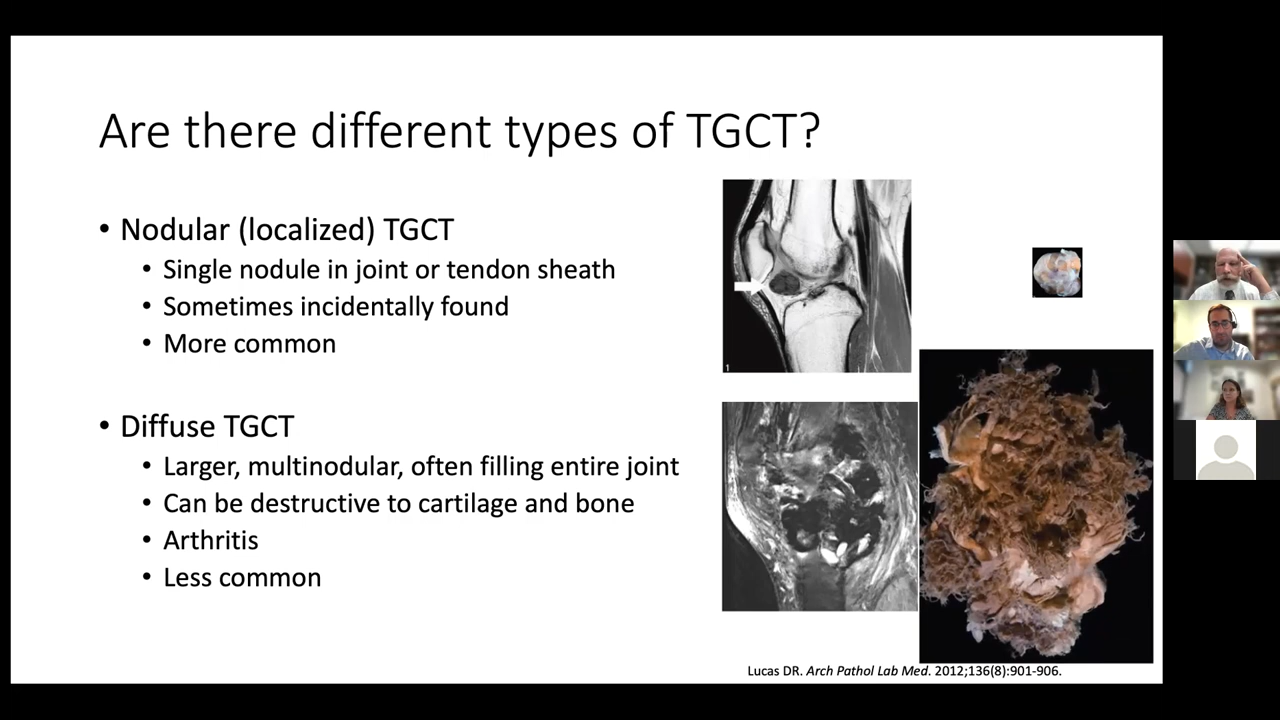 Are there different types of TGCT?
• Nodular (localized) TGCT
• Single nodule in joint or tendon sheath
• Sometimes incidentally found
• More common
• Diffuse TGCT
• Larger, multinodular, often filling entire joint
• Can be destructive to cartilage and bone
• Arthritis
• Less common
1
Lucas DR. Arch Pathol Lab Med. 2012;136(8):901-906.